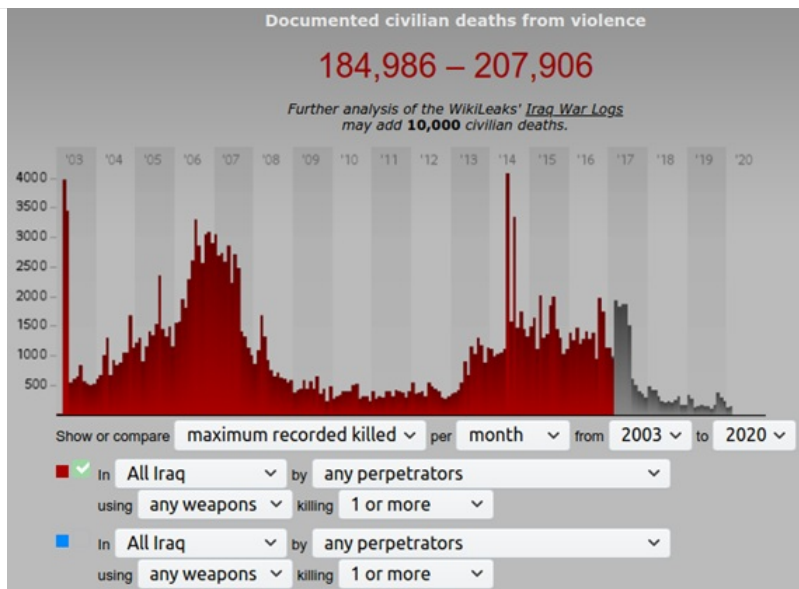 Documented civilian deaths from violence
184,986 – 207,906
Further analysis of the WikiLeaks' Iraq War Logs
may add 10,000 civilian deaths.
'03 '04 '05 '06 '07 '08 '09 '10 '11 '12 '13 '14 '15 '16 '17 '18 '19 '20
4000
3500
3000
2500
2000
1500
1000
500
Show or compare maximum recorded killed per month from 2003 to 2020
In All Iraq by any perpetrators
using any weapons killing 1 or more
In All Iraq by any perpetrators
using any weapons killing 1 or more